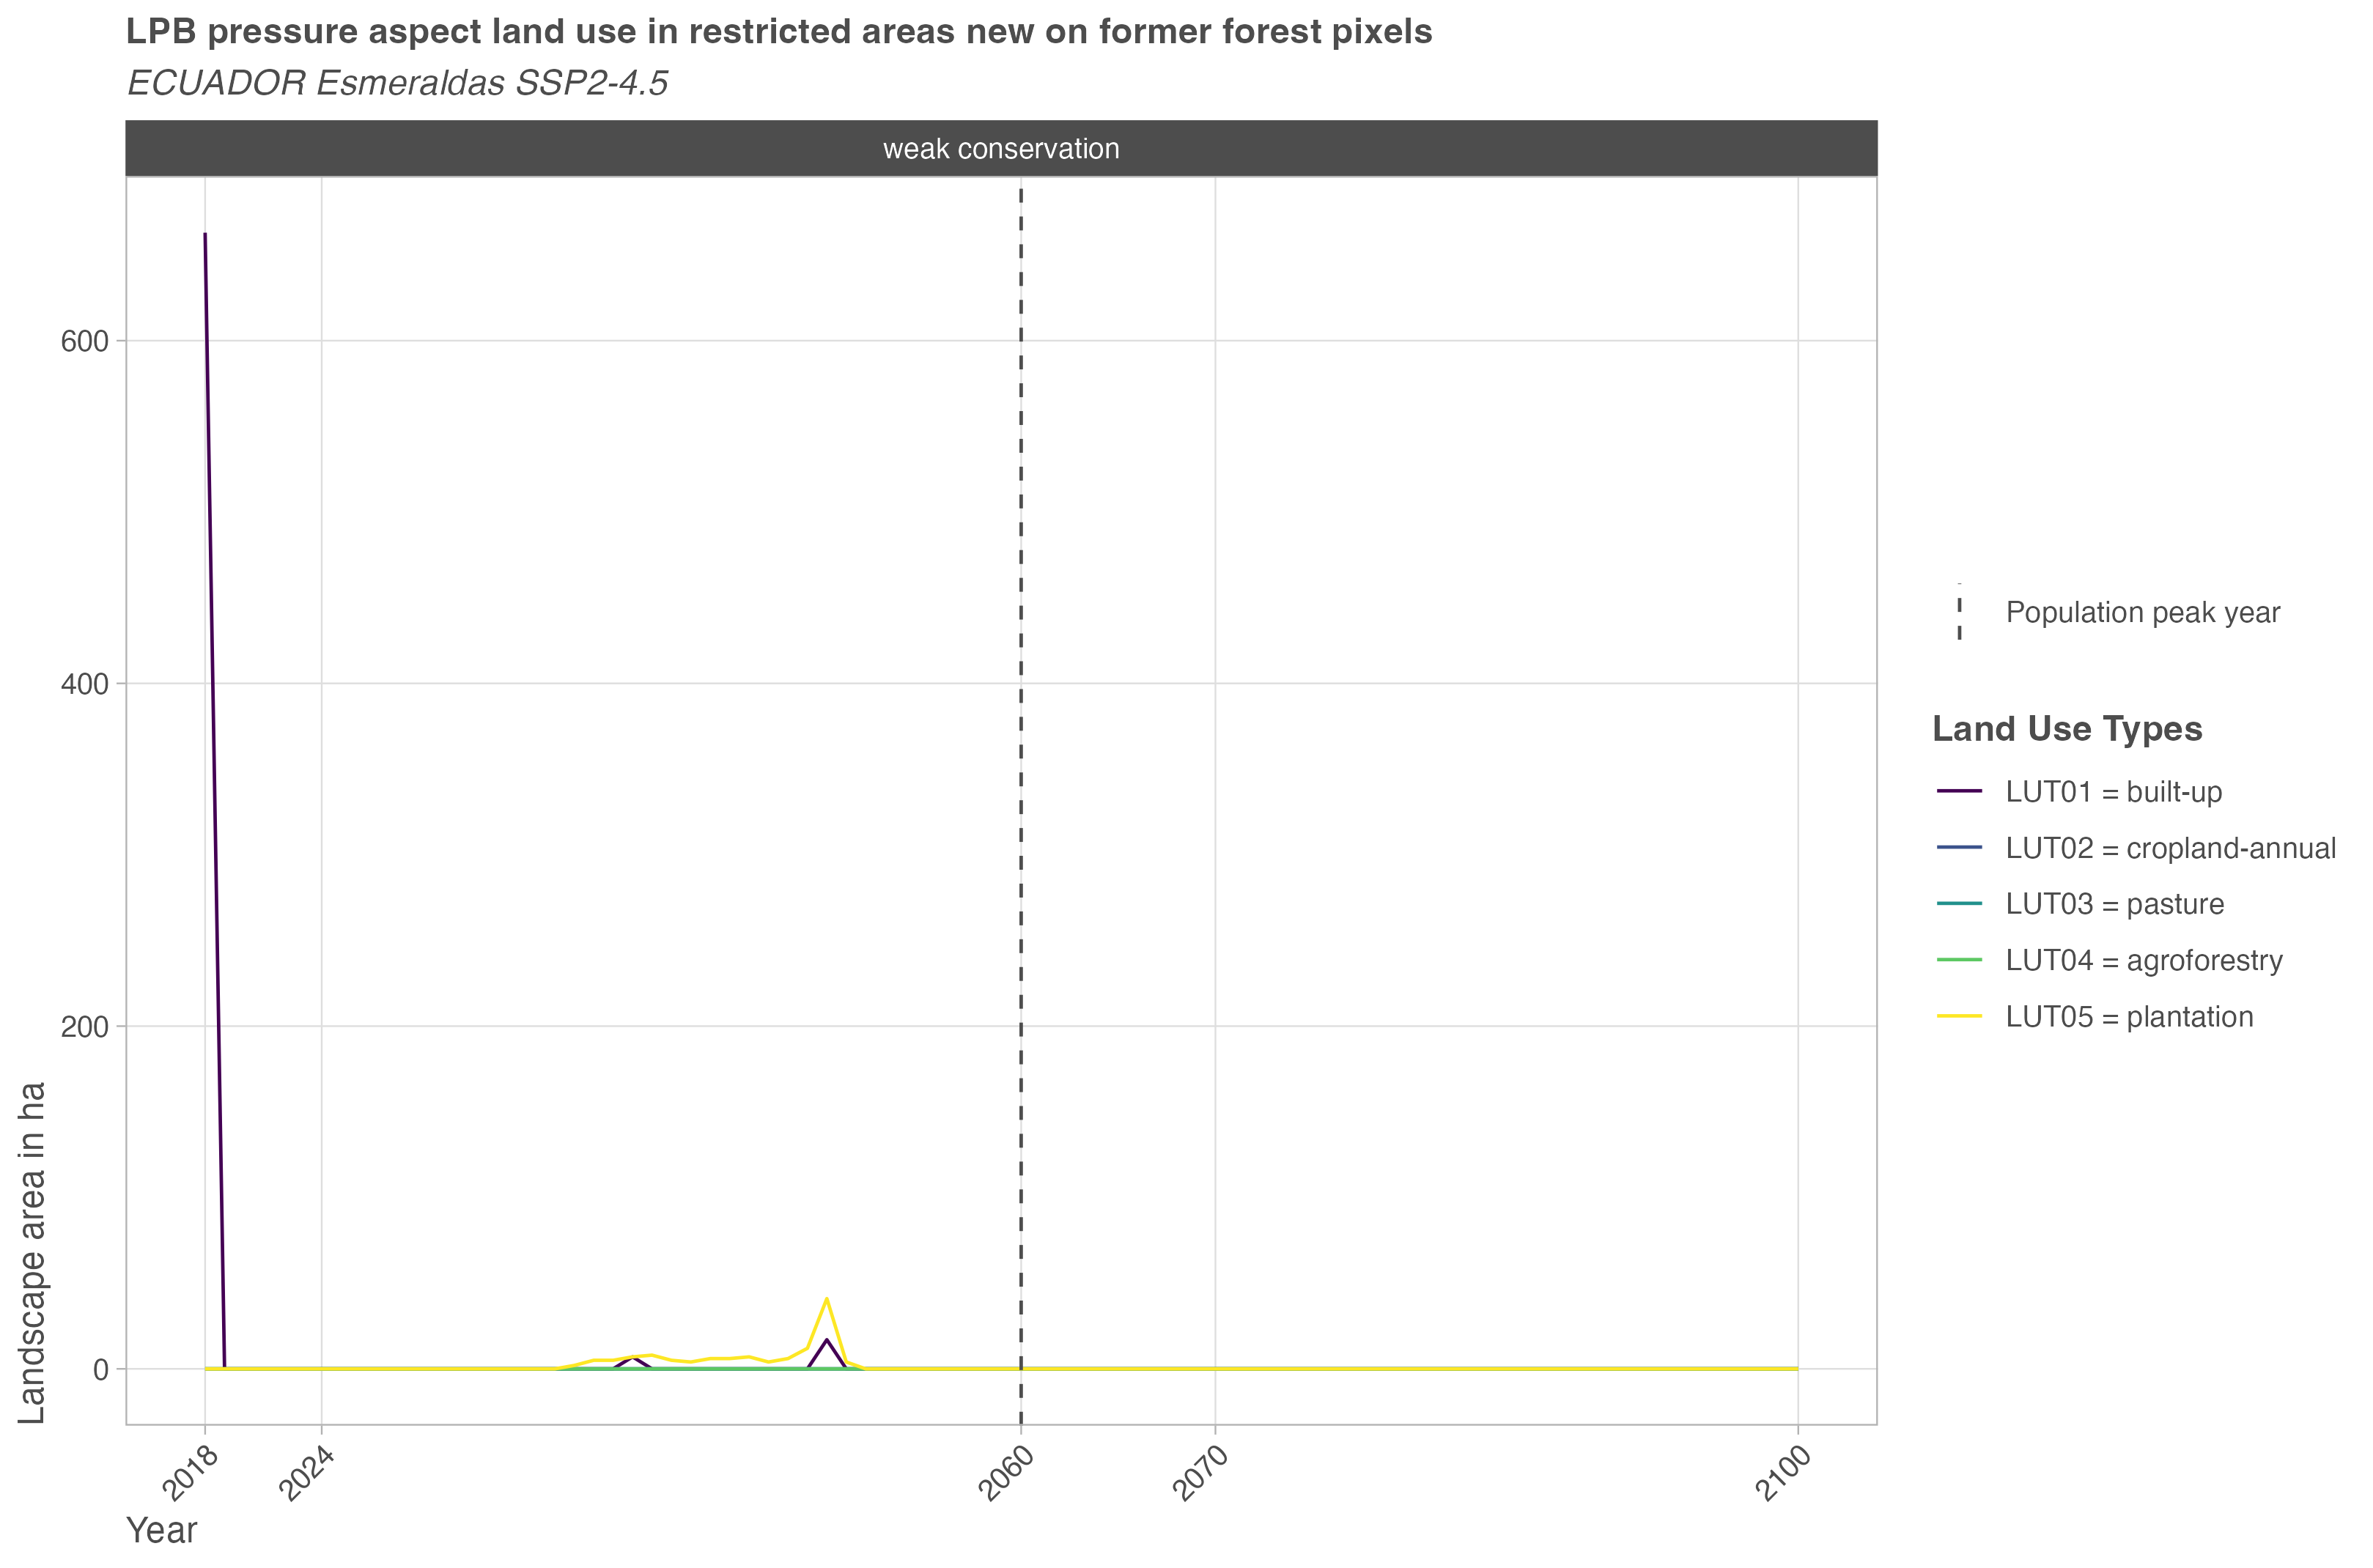 LPB pressure aspect land use in restricted areas new on former forest pixels
ECUADOR Esmeraldas SSP2-4.5
weak conservation
600
400
200
0
Landscape area in ha
2018
2024
2060
2070
2100
Year
Population peak year
Land Use Types
LUT01 = built-up
LUT02 = cropland-annual
LUT03 = pasture
LUT04 = agroforestry
LUT05 = plantation